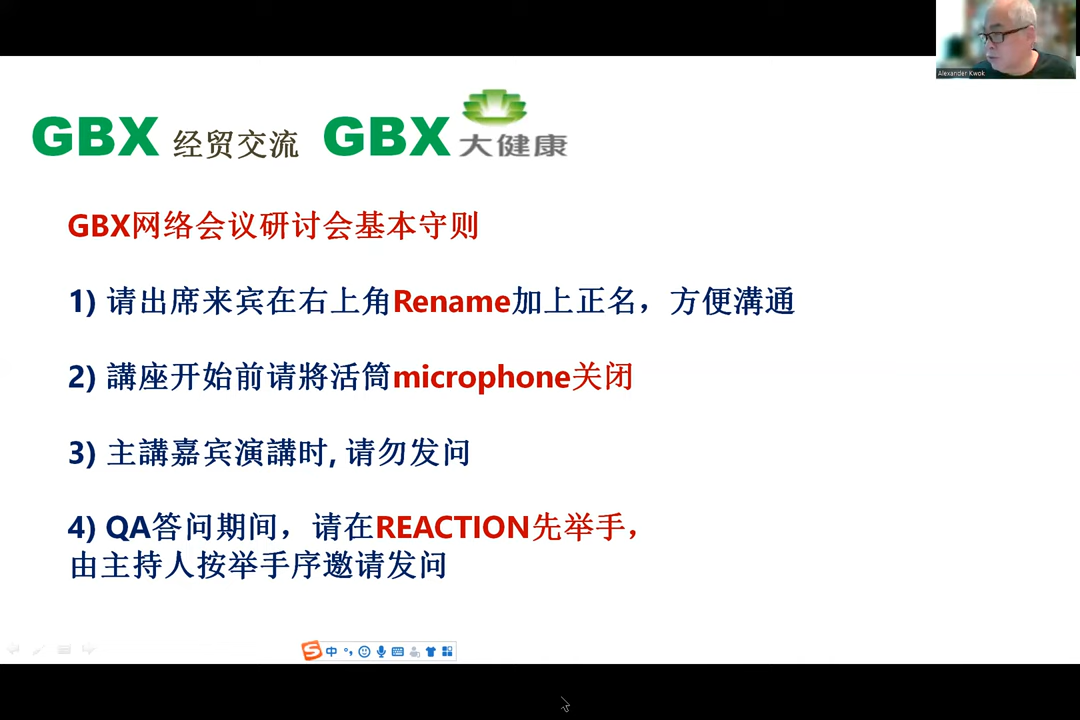 Alexander Kwok
GBX 经贸交流 GBX 大健康
GBX网络会议研讨会基本守则
1) 请出席来宾在右上角Rename加上正名，方便溝通
2) 講座开始前请將活筒microphone关闭
3) 主講嘉宾演講时, 请勿发问
4) QA答问期间，请在REACTION先举手，
由主持人按举手序邀请发问
S中